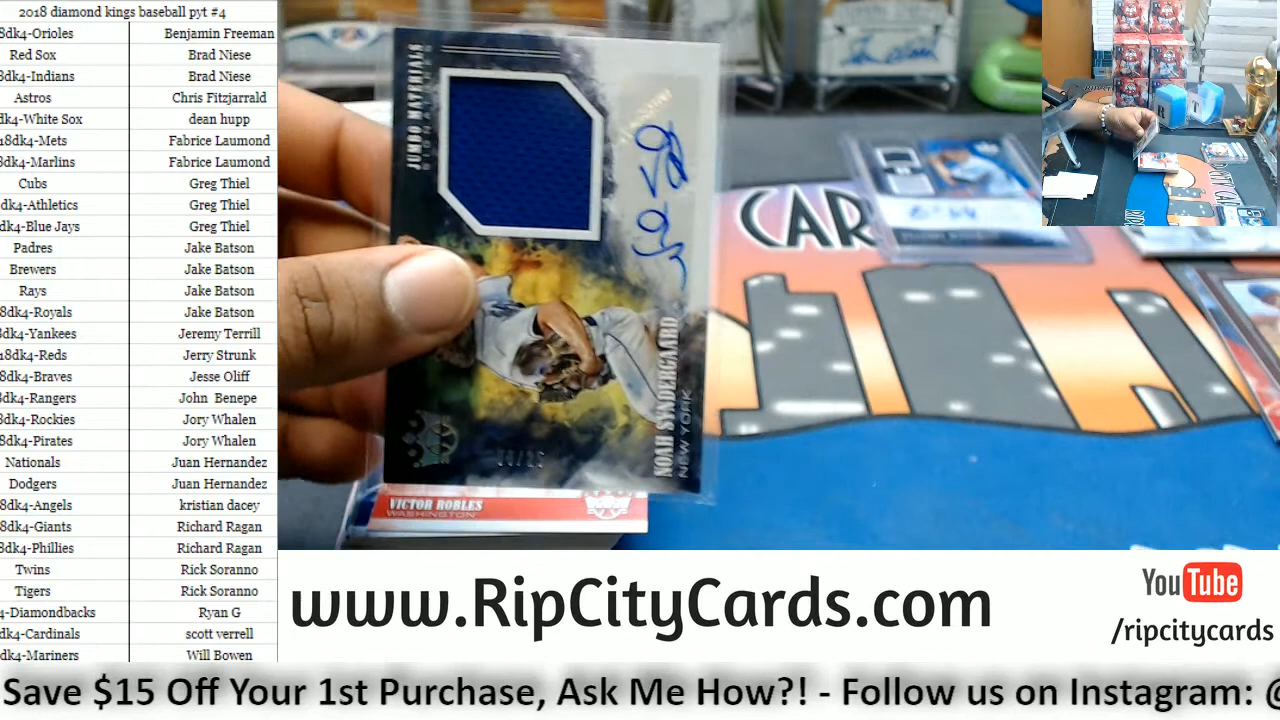 2018 diamond kings baseball pyt #4
8dk4-Orioles Benjamin Freeman
Red Sox Brad Niese
8dk4-Indians Brad Niese
Astros Chris Fitzjarrald
dk4-White Sox dean hupp
18dk4-Mets Fabrice Laumond
8dk4-Marlins Fabrice Laumond
Cubs Greg Thiel
dk4-Athletics Greg Thiel
dk4-Blue Jays Greg Thiel
Padres Jake Batson
Brewers Jake Batson
Rays Jake Batson
8dk4-Royals Jake Batson
8dk4-Yankees Jeremy Terrill
18dk4-Reds Jerry Strunk
8dk4-Braves Jesse Oliff
8dk4-Rangers John Benepe
8dk4-Rockies Jory Whalen
8dk4-Pirates Jory Whalen
Nationals Juan Hernandez
Dodgers Juan Hernandez
8dk4-Angels kristian dacey
8dk4-Giants Richard Ragan
8dk4-Phillies Richard Ragan
Twins Rick Soranno
Tigers Rick Soranno
4-Diamondbacks Ryan G
dk4-Cardinals scott verrell
dk4-Mariners Will Bowen
JUMBO MATERIALS
SIGNATURES
NOAH SYNDERGAARD
NEW YORK
VICTOR ROBLES
WASHINGTON
CAR
www.RipCityCards.com
YouTube
/ripcitycards
Save $15 Off Your 1st Purchase, Ask Me How?! - Follow us on Instagram: @